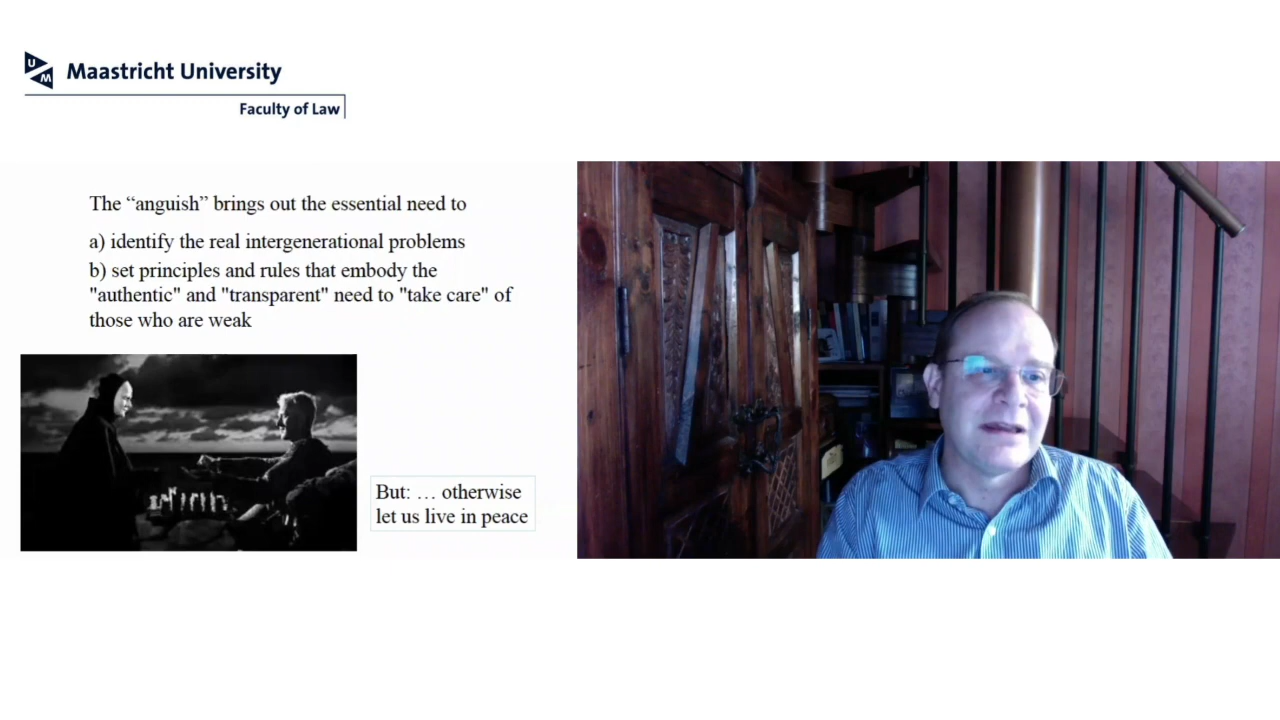 U
M
Maastricht University
Faculty of Law
The “anguish” brings out the essential need to
a) identify the real intergenerational problems
b) set principles and rules that embody the
"authentic" and "transparent" need to "take care" of
those who are weak
But: … otherwise
let us live in peace